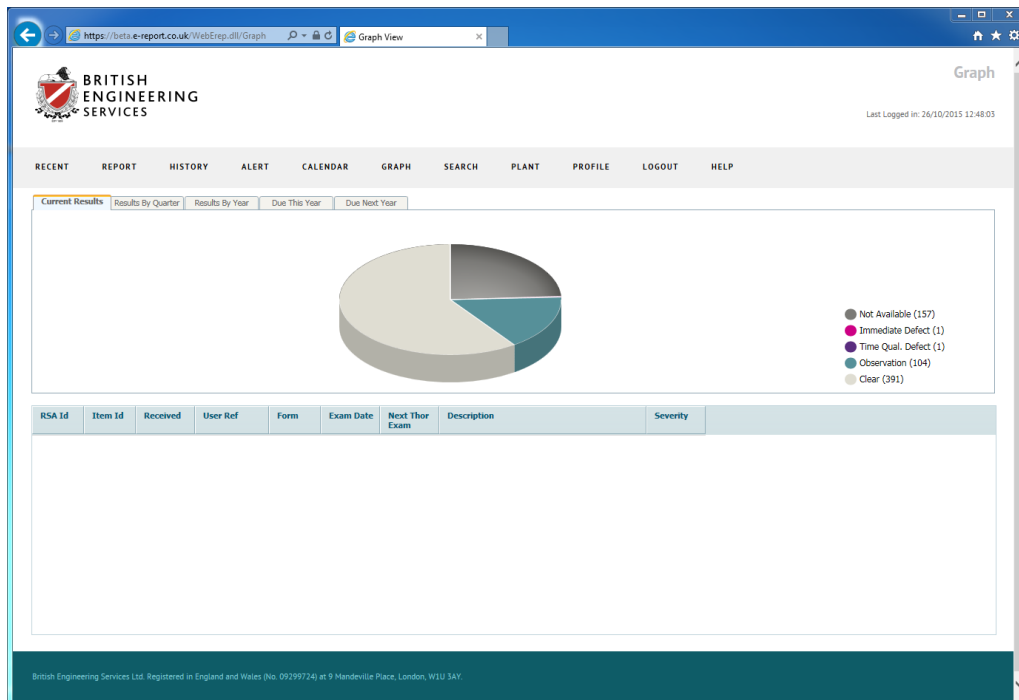 https://beta.e-report.co.uk/WebErep.dll/Graph
Graph View
BRITISH
ENGINEERING
SERVICES
Graph
Last Logged in: 26/10/2015 12:48:03
RECENT REPORT HISTORY ALERT CALENDAR GRAPH SEARCH PLANT PROFILE LOGOUT HELP
Current Results Results By Quarter Results By Year Due This Year Due Next Year
Not Available (157)
Immediate Defect (1)
Time Qual. Defect (1)
Observation (104)
Clear (391)
RSA Id Item Id Received User Ref Form Exam Date Next Thor Description Severity
Exam
British Engineering Services Ltd. Registered in England and Wales (No. 09299724) at 9 Mandeville Place, London, W1U 3AY.